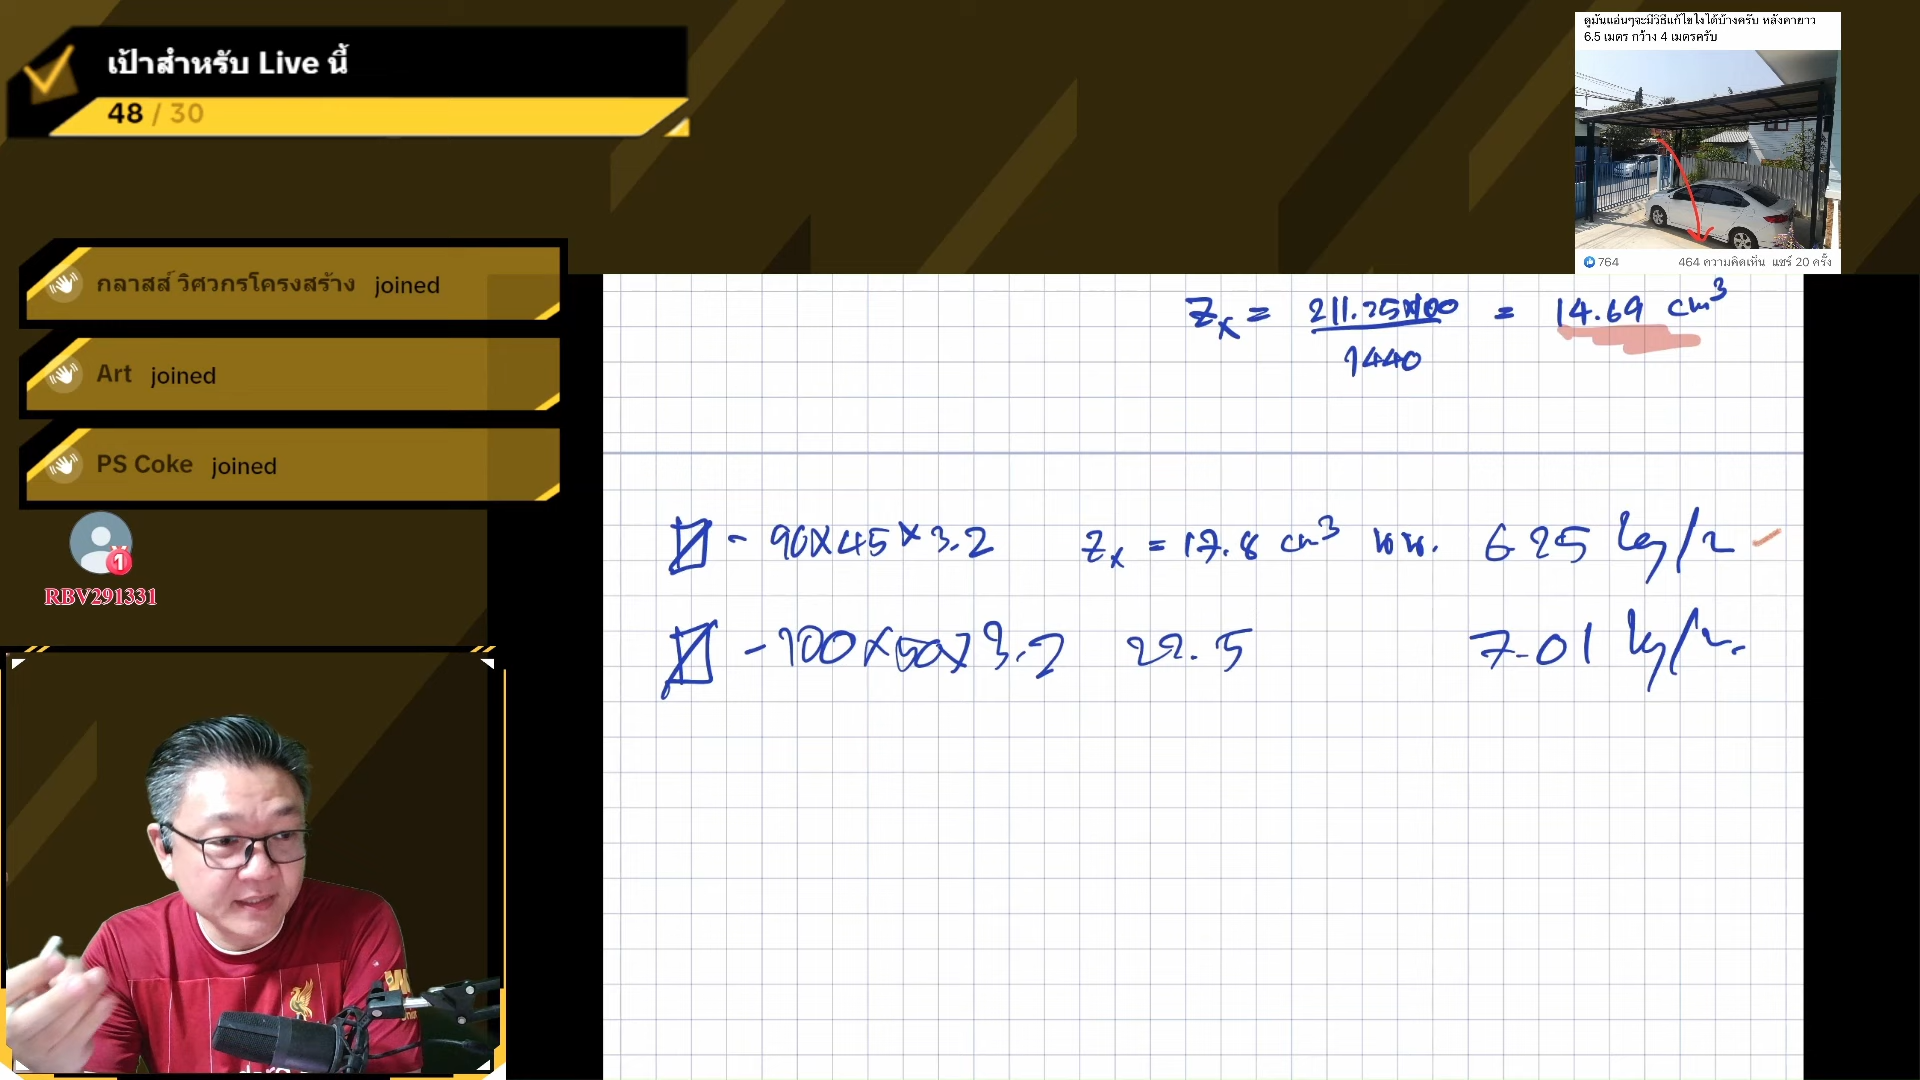 เป้าสำหรับ Live นี้
48 / 30
ดูมันแอ่นๆจะมีวิธีแก้ไขใงได้บ้างครับ หลังคายาว
6.5 เมตร กว้าง 4 เมตรครับ
764 464 ความคิดเห็น แชร์ 20 ครั้ง
กลาสส์ วิศวกรโครงสร้าง joined
Art joined
PS Coke joined
1
RBV291331
Zx = 211.25x100 = 14.69 cm³
1440
- 90x45x3.2 Zx = 17.8 cm³ นน. 6 25 kg/m
- 100x50x3.2 22.5 7.01 kg/m.